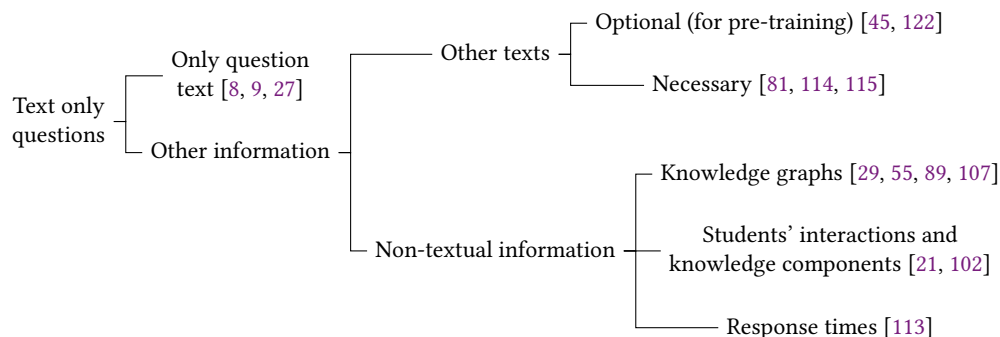 Text only
questions
Only question
text [8, 9, 27]
Other information
Other texts
Optional (for pre-training) [45, 122]
Necessary [81, 114, 115]
Non-textual information
Knowledge graphs [29, 55, 89, 107]
Students’ interactions and
knowledge components [21, 102]
Response times [113]